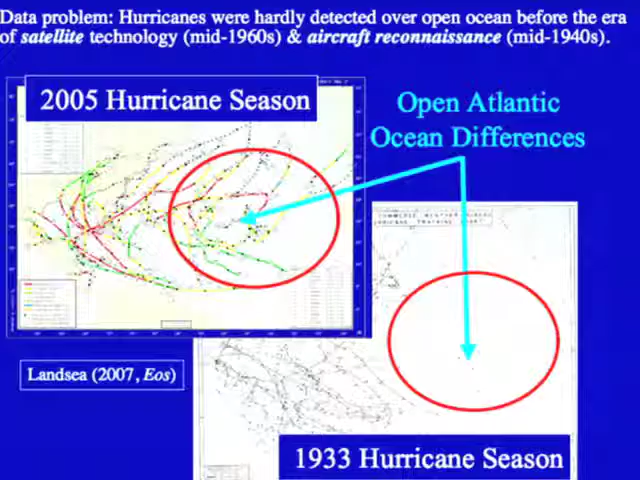 Data problem: Hurricanes were hardly detected over open ocean before the era
of satellite technology (mid-1960s) & aircraft reconnaissance (mid-1940s).
2005 Hurricane Season
Open Atlantic
Ocean Differences
Landsea (2007, Eos)
1933 Hurricane Season